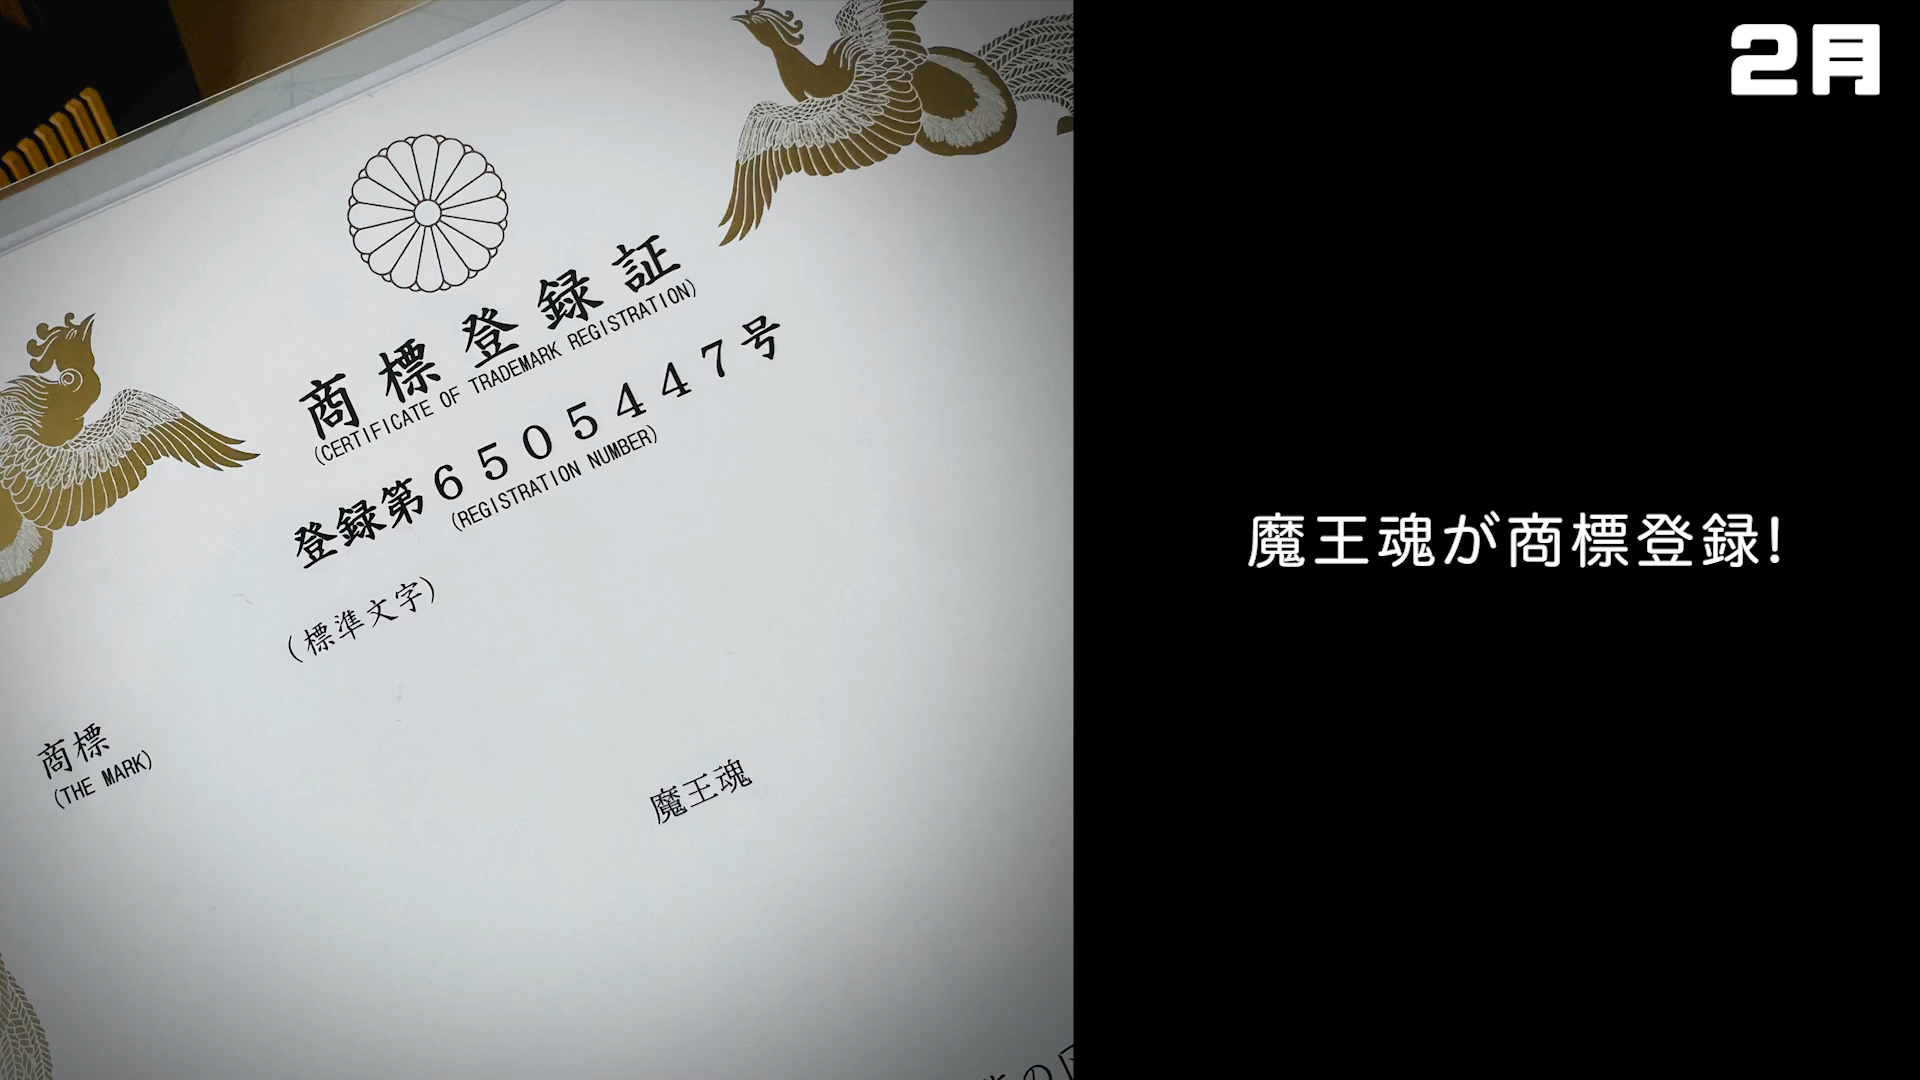 商標登録証
(CERTIFICATE OF TRADEMARK REGISTRATION)
登録第6505447号
(REGISTRATION NUMBER)
(標準文字)
商標
(THE MARK)
魔王魂
2月
魔王魂が商標登録!